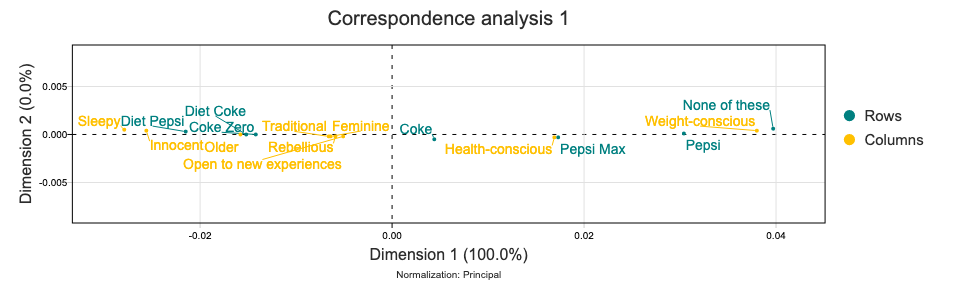 Correspondence analysis 1
Dimension 2 (0.0%)
0.005
0.000
-0.005
None of these
Diet Coke
Sleepy
Diet Pepsi
Weight-conscious
Coke Zero
Traditional
Feminine
Coke
Innocent
Older
Rebellious
Health-conscious
Pepsi Max
Pepsi
Open to new experiences
Rows
Columns
-0.02
0.00
0.02
0.04
Dimension 1 (100.0%)
Normalization: Principal